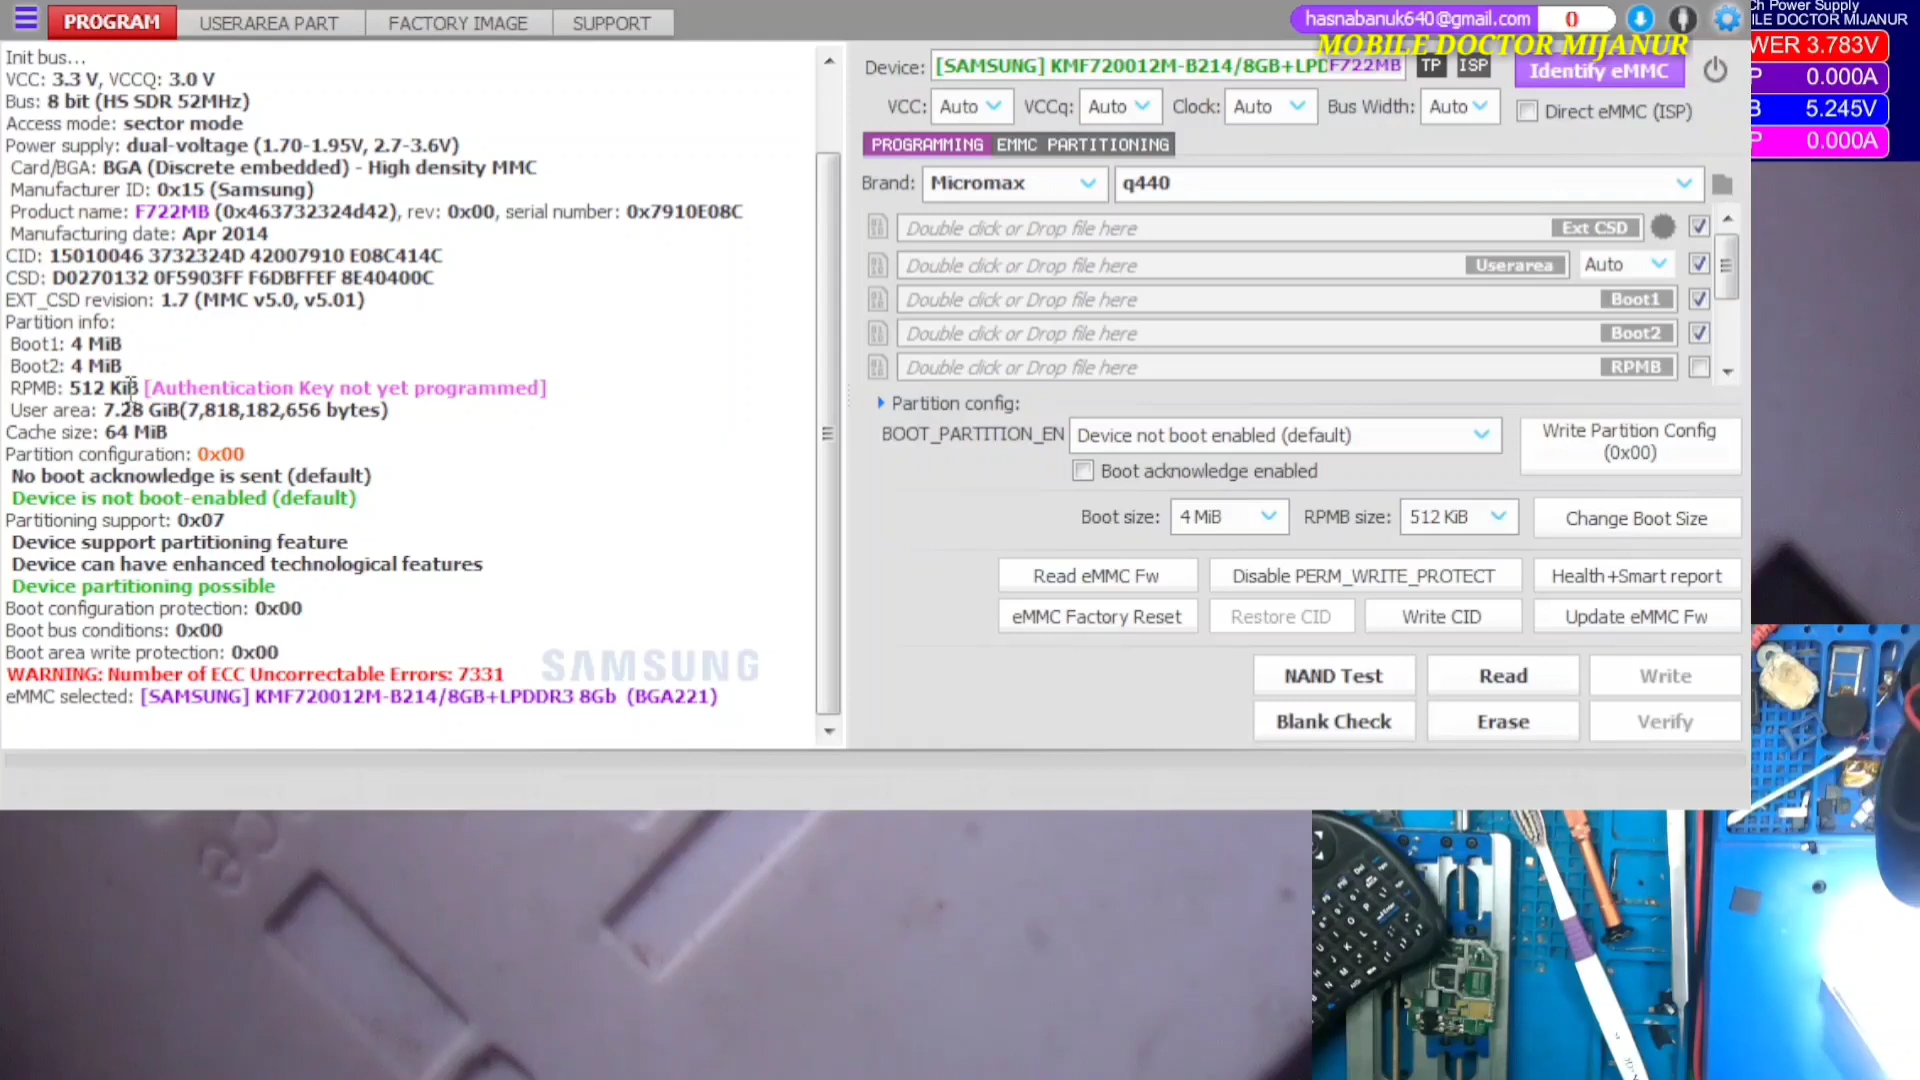 PROGRAM USERAREA PART FACTORY IMAGE SUPPORT
hasnabanuk640@gmail.com 0
MOBILE DOCTOR MIJANUR
ch Power Supply
ILE DOCTOR MIJANUR
WER 3.783V
P 0.000A
B 5.245V
P 0.000A
Init bus...
VCC: 3.3 V, VCCQ: 3.0 V
Bus: 8 bit (HS SDR 52MHz)
Access mode: sector mode
Power supply: dual-voltage (1.70-1.95V, 2.7-3.6V)
Card/BGA: BGA (Discrete embedded) - High density MMC
Manufacturer ID: 0x15 (Samsung)
Product name: F722MB (0x463732324d42), rev: 0x00, serial number: 0x7910E08C
Manufacturing date: Apr 2014
CID: 15010046 3732324D 42007910 E08C414C
CSD: D0270132 0F5903FF F6DBFFEF 8E40400C
EXT_CSD revision: 1.7 (MMC v5.0, v5.01)
Partition info:
Boot1: 4 MiB
Boot2: 4 MiB
RPMB: 512 KiB [Authentication Key not yet programmed]
User area: 7.28 GiB(7,818,182,656 bytes)
Cache size: 64 MiB
Partition configuration: 0x00
No boot acknowledge is sent (default)
Device is not boot-enabled (default)
Partitioning support: 0x07
Device support partitioning feature
Device can have enhanced technological features
Device partitioning possible
Boot configuration protection: 0x00
Boot bus conditions: 0x00
Boot area write protection: 0x00
WARNING: Number of ECC Uncorrectable Errors: 7331
SAMSUNG
eMMC selected: [SAMSUNG] KMF720012M-B214/8GB+LPDDR3 8Gb (BGA221)
Device: [SAMSUNG] KMF720012M-B214/8GB+LPD F722MB TP ISP Identify eMMC
VCC: Auto VCCq: Auto Clock: Auto Bus Width: Auto Direct eMMC (ISP)
PROGRAMMING EMMC PARTITIONING
Brand: Micromax q440
Double click or Drop file here Ext CSD
Double click or Drop file here Userarea Auto
Double click or Drop file here Boot1
Double click or Drop file here Boot2
Double click or Drop file here RPMB
Partition config:
BOOT_PARTITION_EN Device not boot enabled (default) Write Partition Config
(0x00)
Boot acknowledge enabled
Boot size: 4 MiB RPMB size: 512 KiB Change Boot Size
Read eMMC Fw Disable PERM_WRITE_PROTECT Health+Smart report
eMMC Factory Reset Restore CID Write CID Update eMMC Fw
NAND Test Read Write
Blank Check Erase Verify